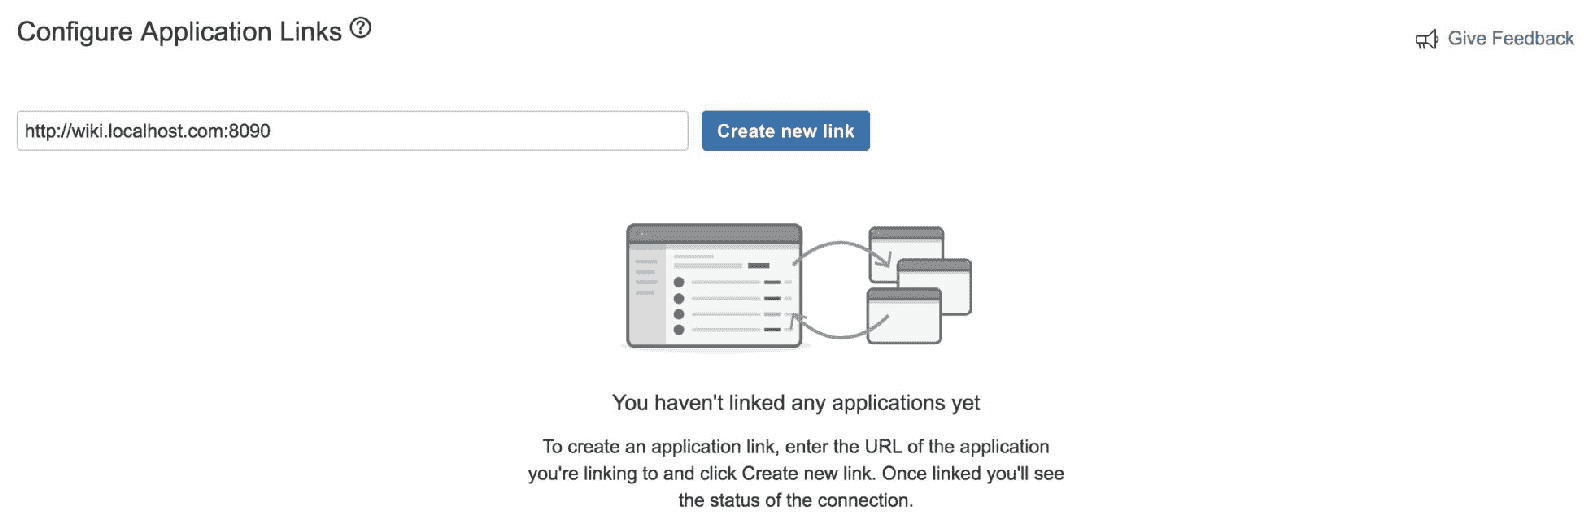 Configure Application Links
Give Feedback
http://wiki.localhost.com:8090
Create new link
You haven't linked any applications yet
To create an application link, enter the URL of the application
you're linking to and click Create new link. Once linked you'll see
the status of the connection.